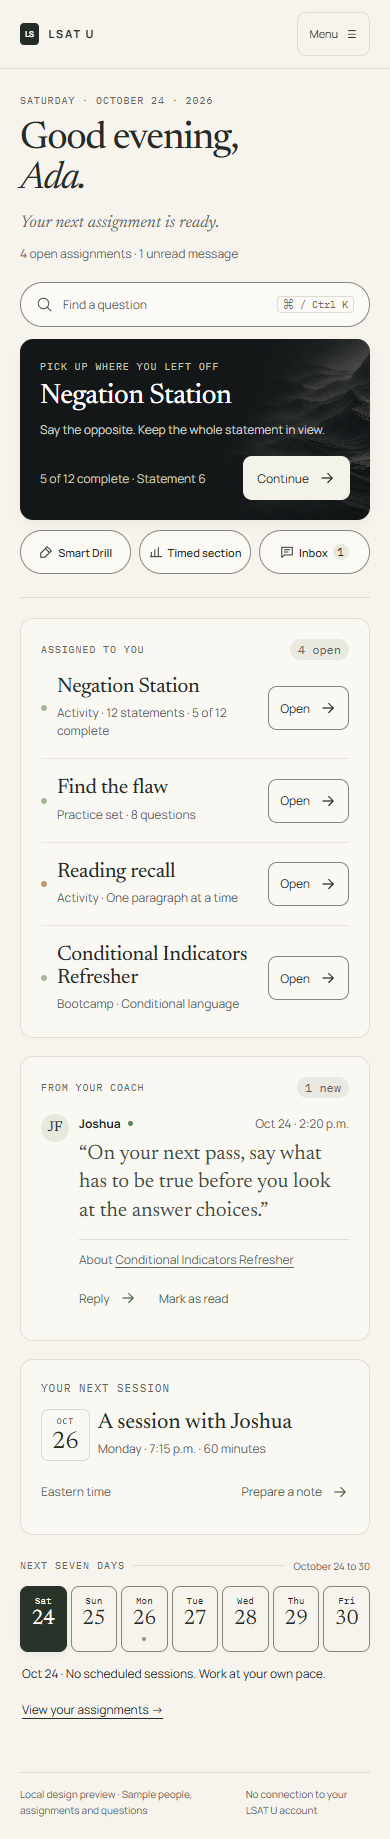 LS LSAT U Menu ☰
SATURDAY · OCTOBER 24 · 2026
Good evening,
Ada.
Your next assignment is ready.
4 open assignments · 1 unread message
Find a question ⌘ / Ctrl K
PICK UP WHERE YOU LEFT OFF
Negation Station
Say the opposite. Keep the whole statement in view.
5 of 12 complete · Statement 6 Continue →
Smart Drill Timed section Inbox 1
ASSIGNED TO YOU 4 open
Negation Station
Activity · 12 statements · 5 of 12
complete
Open →
Find the flaw
Practice set · 8 questions
Open →
Reading recall
Activity · One paragraph at a time
Open →
Conditional Indicators
Refresher
Bootcamp · Conditional language
Open →
FROM YOUR COACH 1 new
JF Joshua Oct 24 · 2:20 p.m.
“On your next pass, say what
has to be true before you look
at the answer choices.”
About Conditional Indicators Refresher
Reply → Mark as read
YOUR NEXT SESSION
OCT
26
A session with Joshua
Monday · 7:15 p.m. · 60 minutes
Eastern time Prepare a note →
NEXT SEVEN DAYS October 24 to 30
Sat Sun Mon Tue Wed Thu Fri
24 25 26 27 28 29 30
Oct 24 · No scheduled sessions. Work at your own pace.
View your assignments →
Local design preview · Sample people,
assignments and questions
No connection to your
LSAT U account